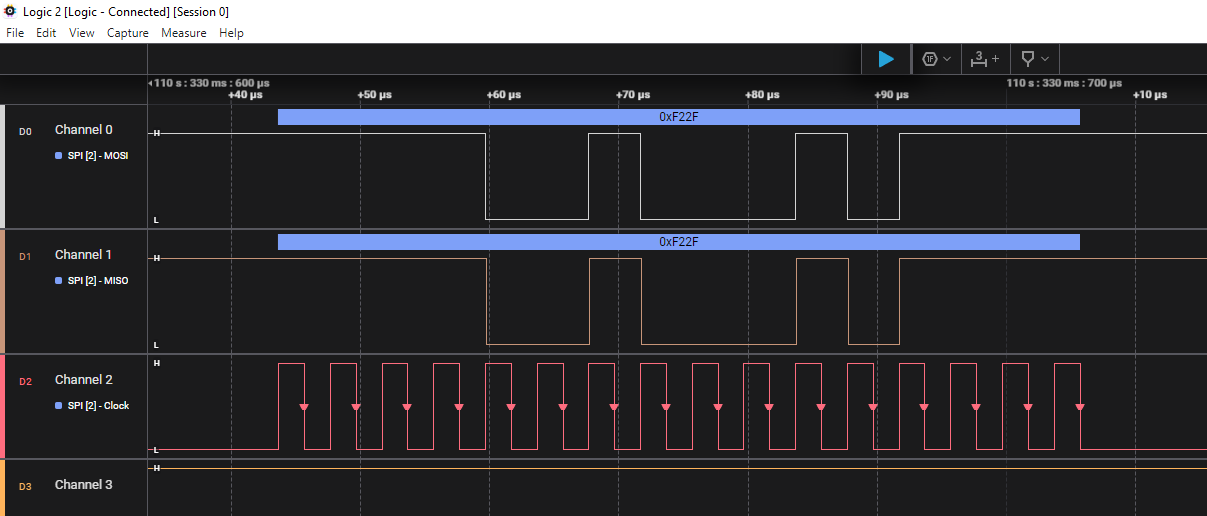 Logic 2 [Logic - Connected] [Session 0]
File Edit View Capture Measure Help
1F 3 +
110 s : 330 ms : 600 µs 110 s : 330 ms : 700 µs
+40 µs +50 µs +60 µs +70 µs +80 µs +90 µs +10 µs
0xF22F
D0 Channel 0 H
SPI [2] - MOSI
L
0xF22F
D1 Channel 1 H
SPI [2] - MISO
L
H
D2 Channel 2
SPI [2] - Clock
L
H
D3 Channel 3